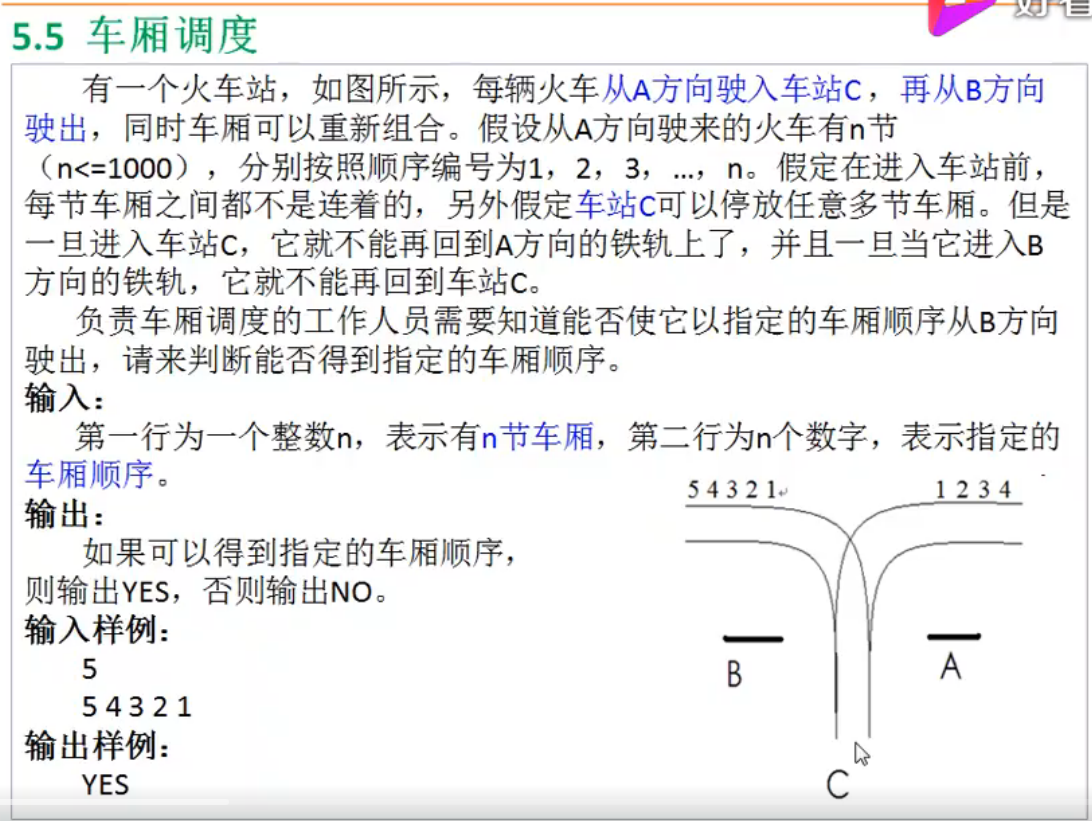 好看
5.5 车厢调度
有一个火车站，如图所示，每辆火车从A方向驶入车站C，再从B方向
驶出，同时车厢可以重新组合。假设从A方向驶来的火车有n节
（n<=1000），分别按照顺序编号为1，2，3，…，n。假定在进入车站前，
每节车厢之间都不是连着的，另外假定车站C可以停放任意多节车厢。但是
一旦进入车站C，它就不能再回到A方向的铁轨上了，并且一旦当它进入B
方向的铁轨，它就不能再回到车站C。
负责车厢调度的工作人员需要知道能否使它以指定的车厢顺序从B方向
驶出，请来判断能否得到指定的车厢顺序。
输入：
第一行为一个整数n，表示有n节车厢，第二行为n个数字，表示指定的
车厢顺序。
输出：
如果可以得到指定的车厢顺序，
则输出YES，否则输出NO。
输入样例：
5
5 4 3 2 1
输出样例：
YES
5 4 3 2 1
1 2 3 4
B
A
C